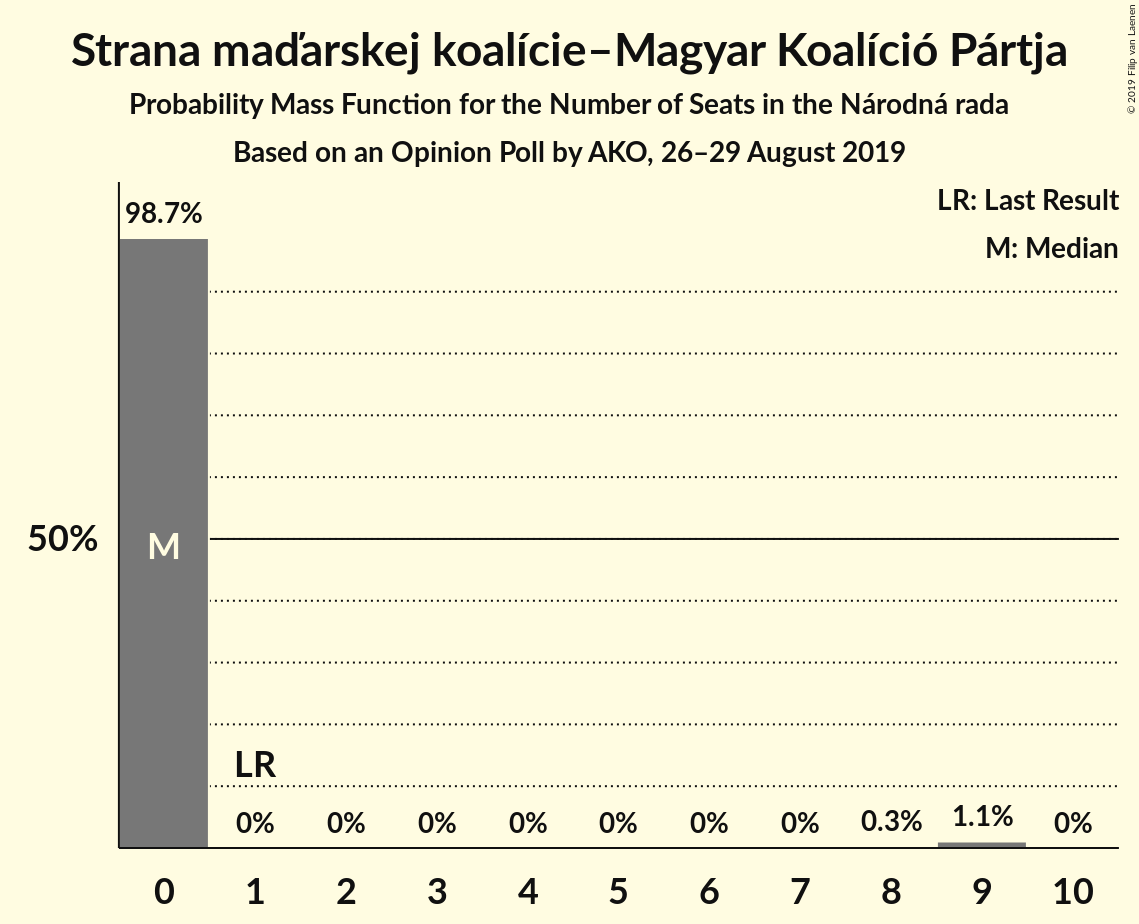 Strana maďarskej koalície–Magyar Koalíció Pártja
Probability Mass Function for the Number of Seats in the Národná rada
Based on an Opinion Poll by AKO, 26–29 August 2019
© 2019 Filip van Laenen
LR: Last Result
M: Median
98.7%
50%
M
LR
0% 0% 0% 0% 0% 0% 0% 0.3% 1.1% 0%
0 1 2 3 4 5 6 7 8 9 10